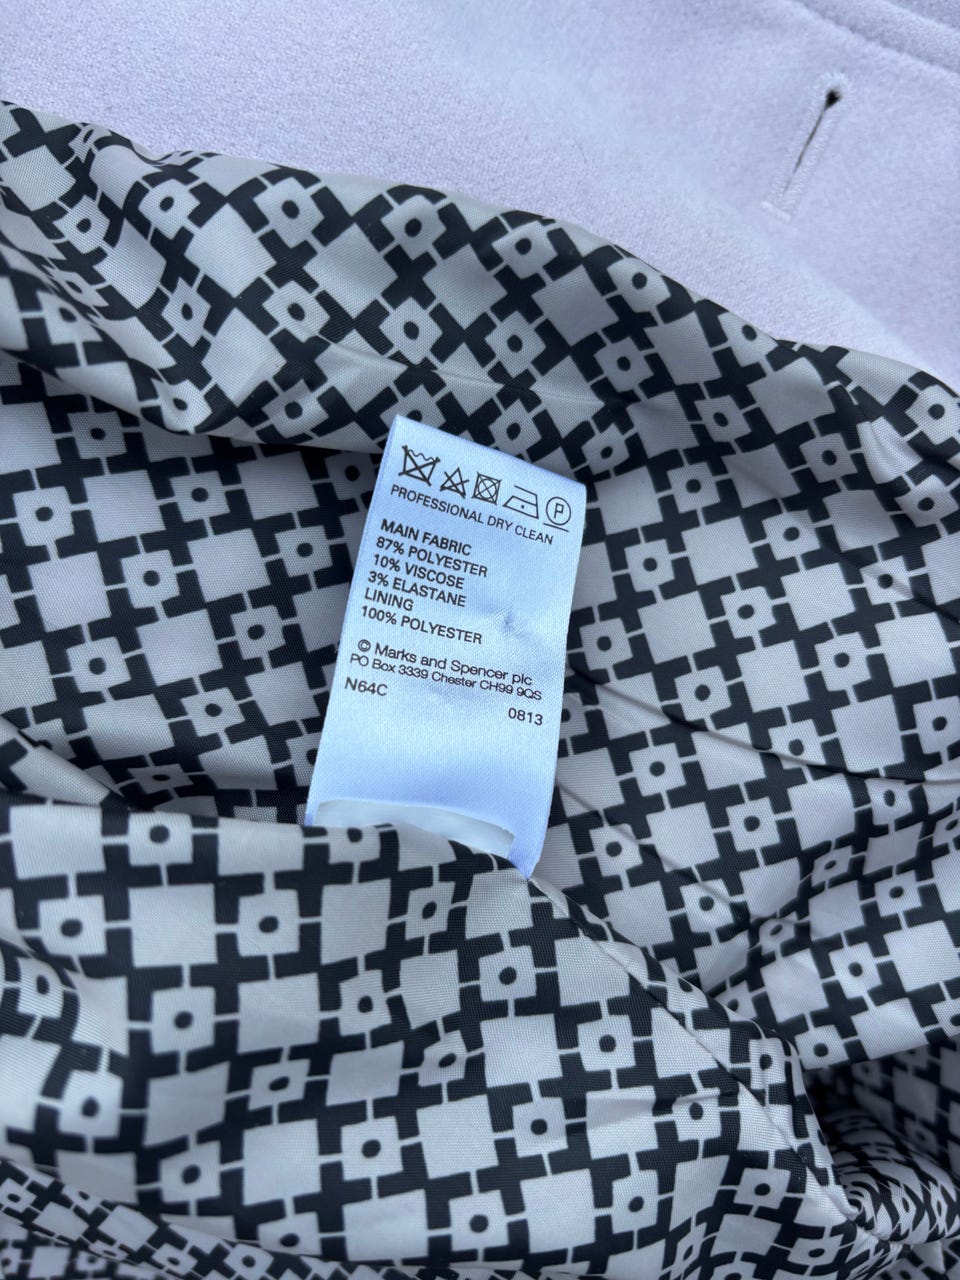 P
PROFESSIONAL DRY CLEAN
MAIN FABRIC
87% POLYESTER
10% VISCOSE
3% ELASTANE
LINING
100% POLYESTER
© Marks and Spencer plc
PO Box 3339 Chester CH99 9QS
N64C
0813